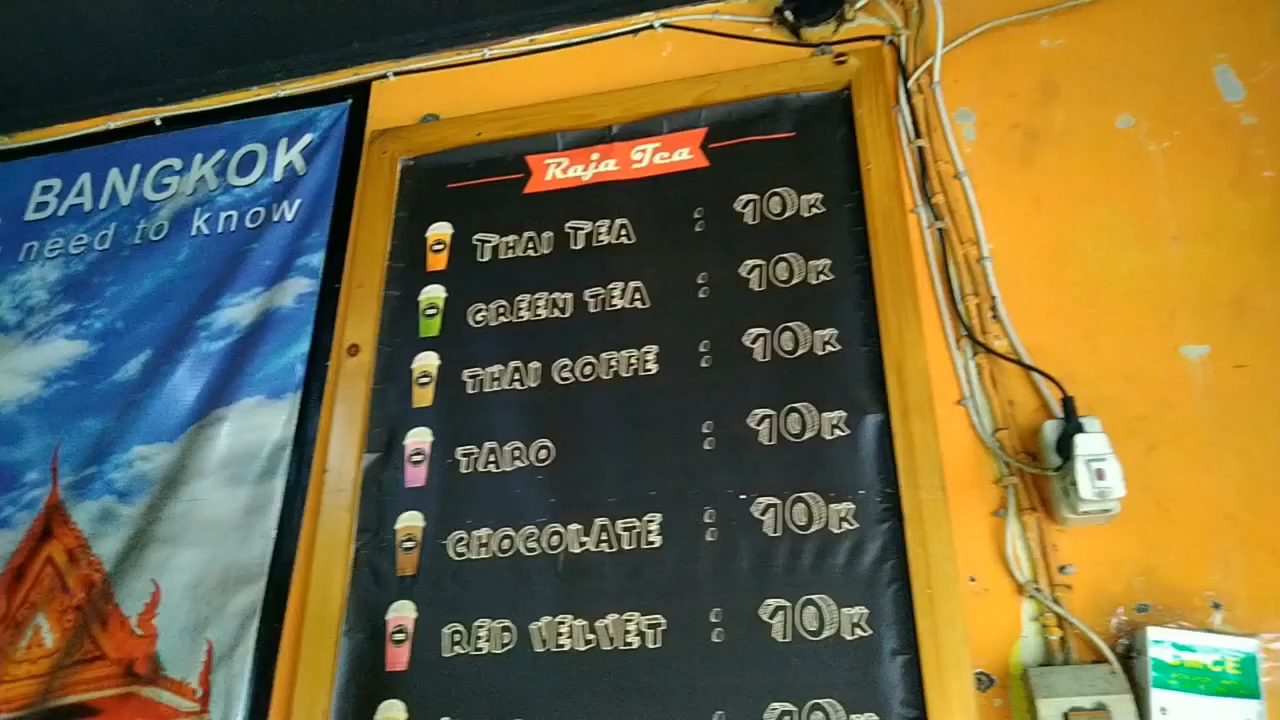 BANGKOK
need to know
Raja Tea
THAI TEA : 10K
GREEN TEA : 10K
THAI COFFE : 10K
TARO : 10K
CHOCOLATE : 10K
RED VELVET : 10K
: 10K